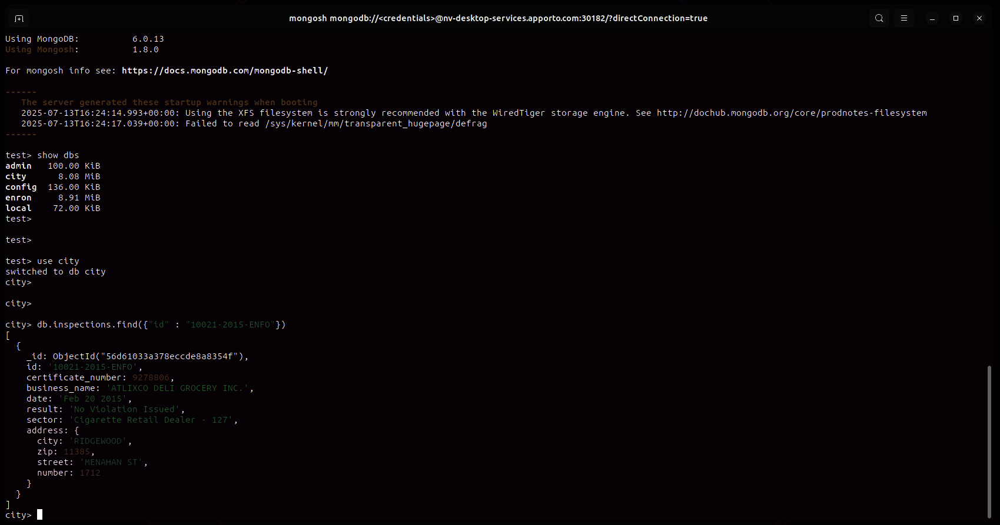 mongosh mongodb://<credentials>@nv-desktop-services.apporto.com:30182/?directConnection=true
Using MongoDB:          6.0.13
Using Mongosh:          1.8.0
For mongosh info see: https://docs.mongodb.com/mongodb-shell/
------
   The server generated these startup warnings when booting
   2025-07-13T16:24:14.993+00:00: Using the XFS filesystem is strongly recommended with the WiredTiger storage engine. See http://dochub.mongodb.org/core/prodnotes-filesystem
   2025-07-13T16:24:17.039+00:00: Failed to read /sys/kernel/mm/transparent_hugepage/defrag
------
test> show dbs
admin   100.00 KiB
city      8.08 MiB
config  136.00 KiB
enron     8.91 MiB
local    72.00 KiB
test>
test>
test> use city
switched to db city
city>
city>
city> db.inspections.find({"id" : "10021-2015-ENFO"})
[
  {
    _id: ObjectId("56d61033a378eccde8a8354f"),
    id: '10021-2015-ENFO',
    certificate_number: 9278806,
    business_name: 'ATLIXCO DELI GROCERY INC.',
    date: 'Feb 20 2015',
    result: 'No Violation Issued',
    sector: 'Cigarette Retail Dealer - 127',
    address: {
      city: 'RIDGEWOOD',
      zip: 11385,
      street: 'MENAHAN ST',
      number: 1712
    }
  }
]
city>